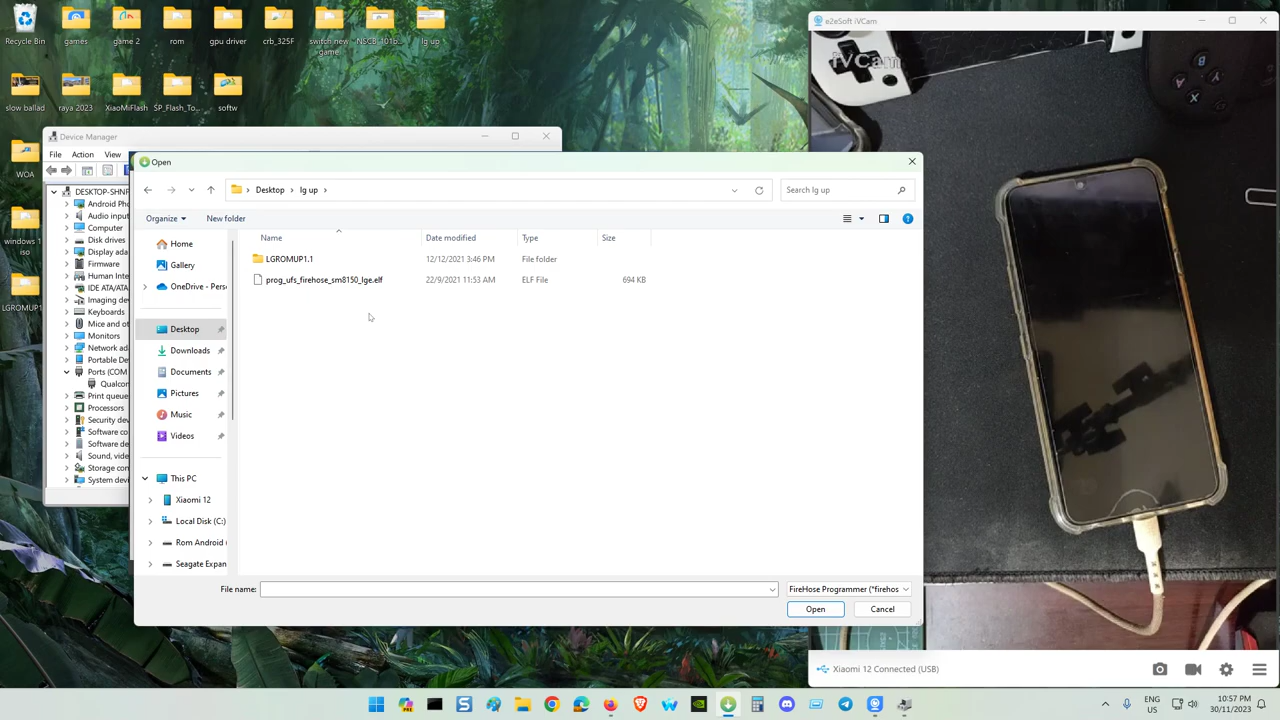 Recycle Bin
games
game 2
rom
gpu driver
crb_325F
switch new game
NSCB_101b...
lg up
slow ballad
raya 2023
XiaoMiFlash
SP_Flash_To...
softw
WOA
windows 1
iso
LGROMUP1
Device Manager
File Action View
DESKTOP-SHNF
Android Pho
Audio input
Computer
Disk drives
Display ada
Firmware
Human Inte
IDE ATA/ATA
Imaging dev
Keyboards
Mice and ot
Monitors
Network ad
Portable De
Ports (COM
Qualcor
Print queue
Processors
Security dev
Software co
Software de
Sound, vide
Storage con
System devi
Open
Desktop > lg up >
Search lg up
Organize
New folder
Home
Gallery
OneDrive - Pers
Desktop
Downloads
Documents
Pictures
Music
Videos
This PC
Xiaomi 12
Local Disk (C:)
Rom Android (
Seagate Expan
Name Date modified Type Size
LGROMUP1.1 12/12/2021 3:46 PM File folder
prog_ufs_firehose_sm8150_lge.elf 22/9/2021 11:53 AM ELF File 694 KB
File name:
FireHose Programmer (*firehos
Open
Cancel
e2eSoft iVCam
iVCam
B
Y
A
X
Xiaomi 12 Connected (USB)
ENG
US
10:57 PM
30/11/2023